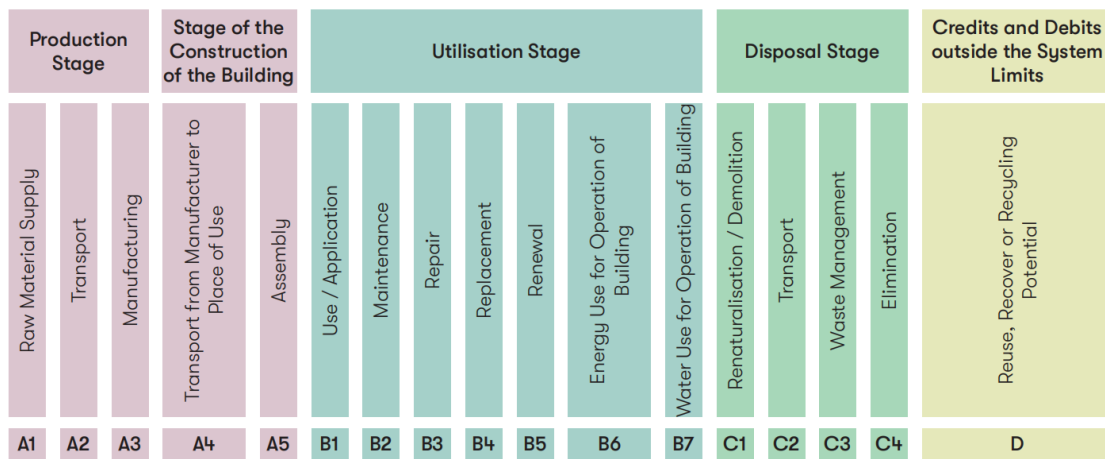 Production
Stage
Stage of the
Construction
of the Building
Utilisation Stage
Disposal Stage
Credits and Debits
outside the System
Limits
Raw Material Supply
Transport
Manufacturing
Transport from Manufacturer to
Place of Use
Assembly
Use / Application
Maintenance
Repair
Replacement
Renewal
Energy Use for Operation of
Building
Water Use for Operation of Building
Renaturalisation / Demolition
Transport
Waste Management
Elimination
Reuse, Recover or Recycling
Potential
A1
A2
A3
A4
A5
B1
B2
B3
B4
B5
B6
B7
C1
C2
C3
C4
D